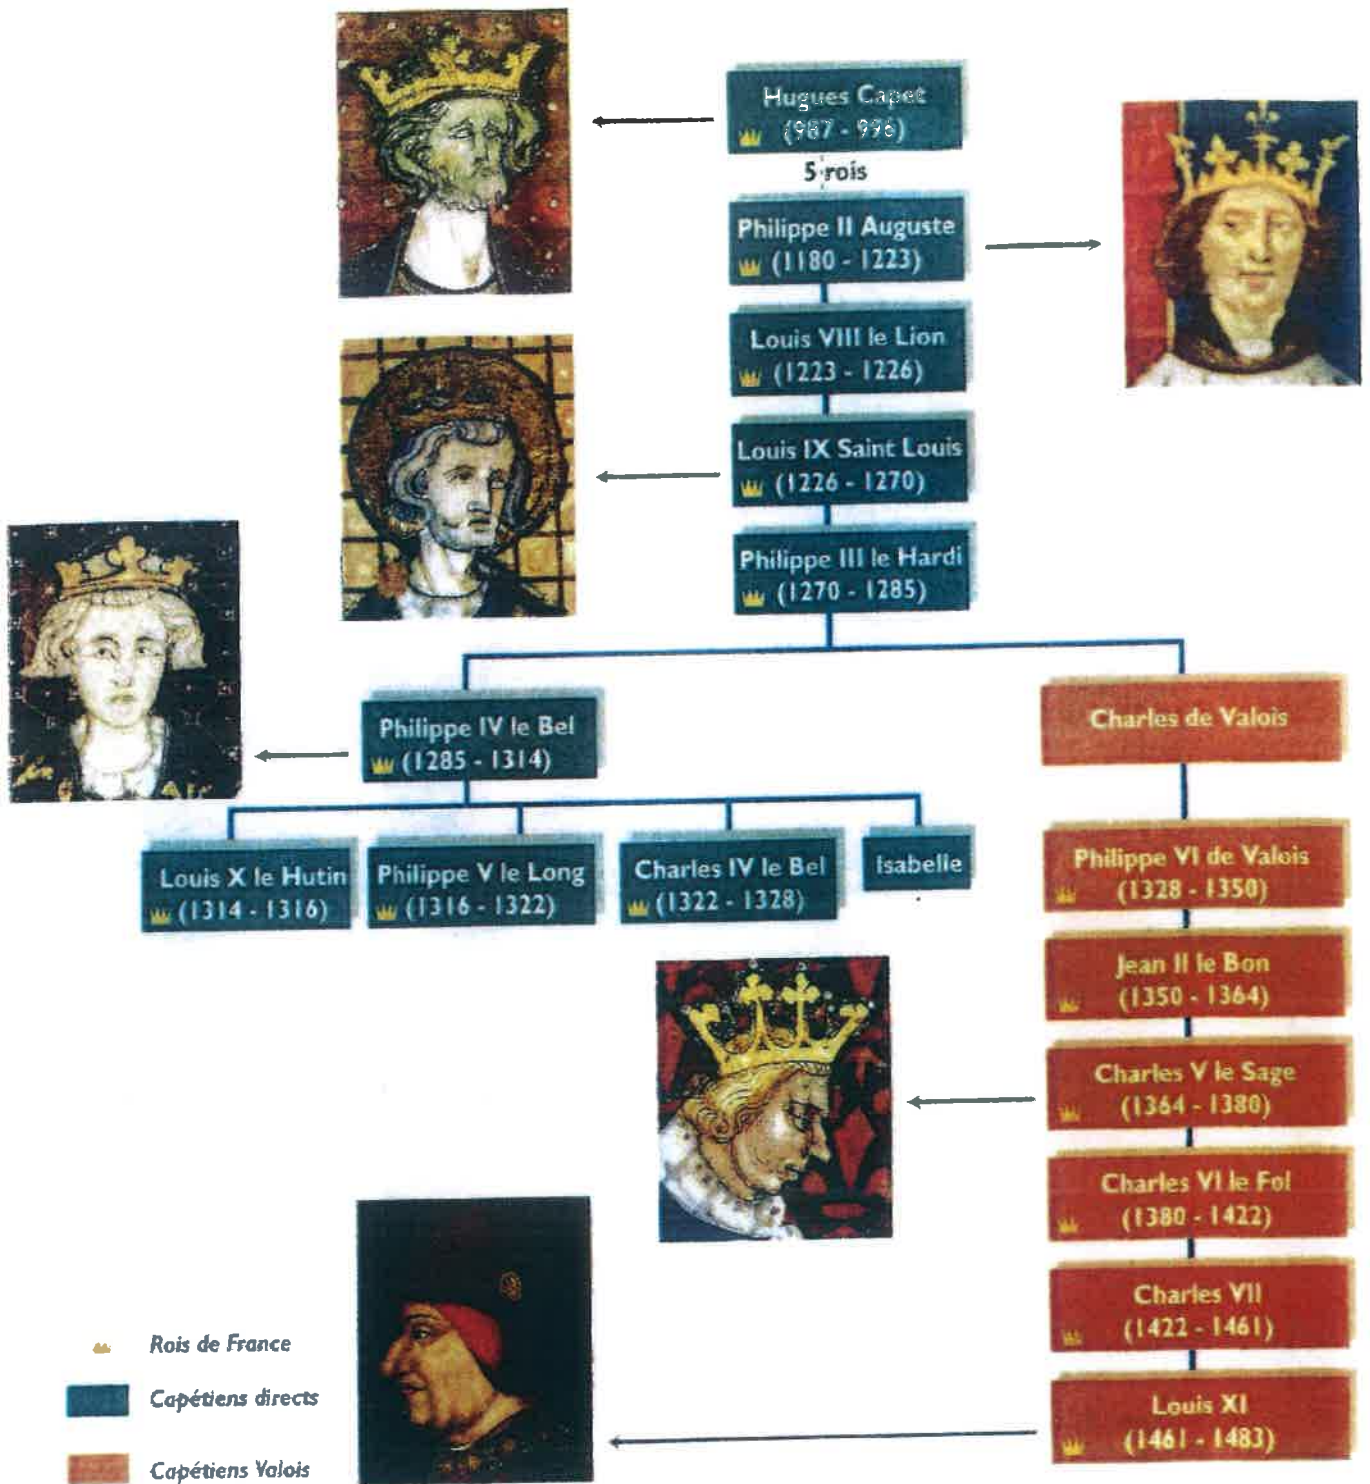 Hugues Capet
(987 - 996)
5 rois
Philippe II Auguste
(1180 - 1223)
Louis VIII le Lion
(1223 - 1226)
Louis IX Saint Louis
(1226 - 1270)
Philippe III le Hardi
(1270 - 1285)
Philippe IV le Bel
(1285 - 1314)
Charles de Valois
Louis X le Hutin
(1314 - 1316)
Philippe V le Long
(1316 - 1322)
Charles IV le Bel
(1322 - 1328)
Isabelle
Philippe VI de Valois
(1328 - 1350)
Jean II le Bon
(1350 - 1364)
Charles V le Sage
(1364 - 1380)
Charles VI le Fol
(1380 - 1422)
Charles VII
(1422 - 1461)
Louis XI
(1461 - 1483)
Rois de France
Capétiens directs
Capétiens Valois